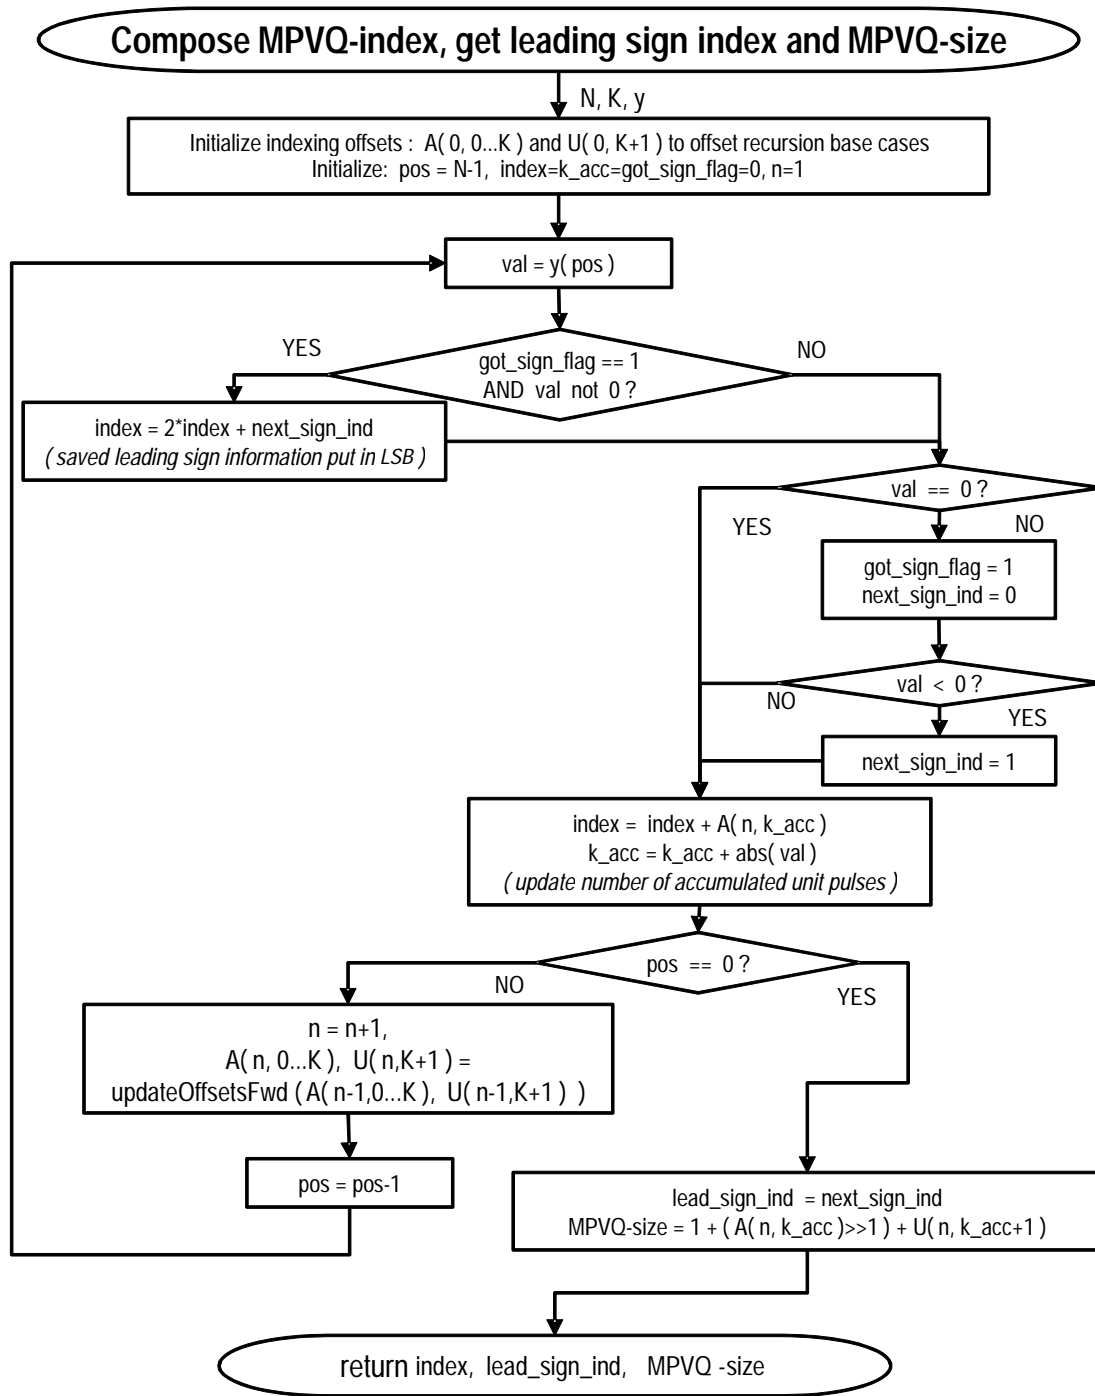 Compose MPVQ-index, get leading sign index and MPVQ-size
N, K, y
Initialize indexing offsets : A( 0, 0...K ) and U( 0, K+1 ) to offset recursion base cases
Initialize: pos = N-1, index=k_acc=got_sign_flag=0, n=1
val = y( pos )
YES
got_sign_flag == 1
AND val not 0 ?
NO
index = 2*index + next_sign_ind
( saved leading sign information put in LSB )
val == 0 ?
YES
NO
got_sign_flag = 1
next_sign_ind = 0
val < 0 ?
NO
YES
next_sign_ind = 1
index = index + A( n, k_acc )
k_acc = k_acc + abs( val )
( update number of accumulated unit pulses )
pos == 0 ?
NO
YES
n = n+1,
A( n, 0...K ), U( n,K+1 ) =
updateOffsetsFwd ( A( n-1,0...K ), U( n-1,K+1 ) )
pos = pos-1
lead_sign_ind = next_sign_ind
MPVQ-size = 1 + ( A( n, k_acc )>>1 ) + U( n, k_acc+1 )
return index, lead_sign_ind, MPVQ -size